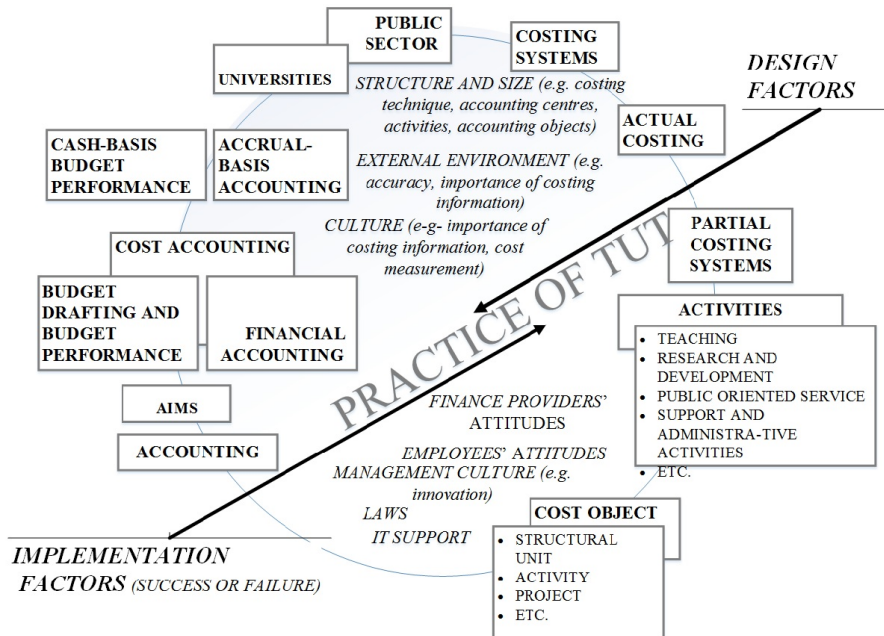 PUBLIC
SECTOR
UNIVERSITIES
COSTING
SYSTEMS
DESIGN
FACTORS
STRUCTURE AND SIZE (e.g. costing
technique, accounting centres,
activities, accounting objects)
ACTUAL
COSTING
CASH-BASIS
BUDGET
PERFORMANCE
ACCRUAL-
BASIS
ACCOUNTING
EXTERNAL ENVIRONMENT (e.g.
accuracy, importance of costing
information)
CULTURE (e-g- importance of
costing information, cost
measurement)
COST ACCOUNTING
PARTIAL
COSTING
SYSTEMS
BUDGET
DRAFTING AND
BUDGET
PERFORMANCE
FINANCIAL
ACCOUNTING
PRACTICE OF TUT
ACTIVITIES
• TEACHING
• RESEARCH AND
DEVELOPMENT
• PUBLIC ORIENTED SERVICE
• SUPPORT AND
ADMINISTRA-TIVE
ACTIVITIES
• ETC.
AIMS
ACCOUNTING
FINANCE PROVIDERS’
ATTITUDES
EMPLOYEES’ ATTITUDES
MANAGEMENT CULTURE (e.g.
innovation)
LAWS
IT SUPPORT
COST OBJECT
• STRUCTURAL
UNIT
• ACTIVITY
• PROJECT
• ETC.
IMPLEMENTATION
FACTORS (SUCCESS OR FAILURE)